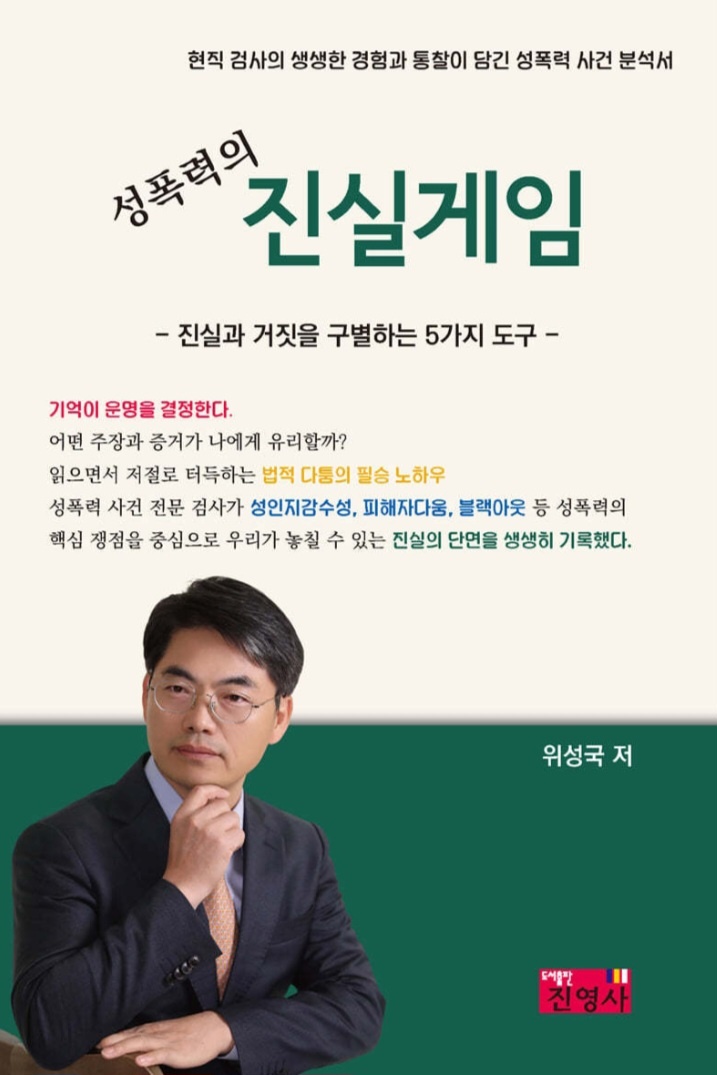 현직 검사의 생생한 경험과 통찰이 담긴 성폭력 사건 분석서
성폭력의
진실게임
– 진실과 거짓을 구별하는 5가지 도구 –
기억이 운명을 결정한다.
어떤 주장과 증거가 나에게 유리할까?
읽으면서 저절로 터득하는 법적 다툼의 필승 노하우
성폭력 사건 전문 검사가 성인지감수성, 피해자다움, 블랙아웃 등 성폭력의
핵심 쟁점을 중심으로 우리가 놓칠 수 있는 진실의 단면을 생생히 기록했다.
위성국 저
도서출판
진영사